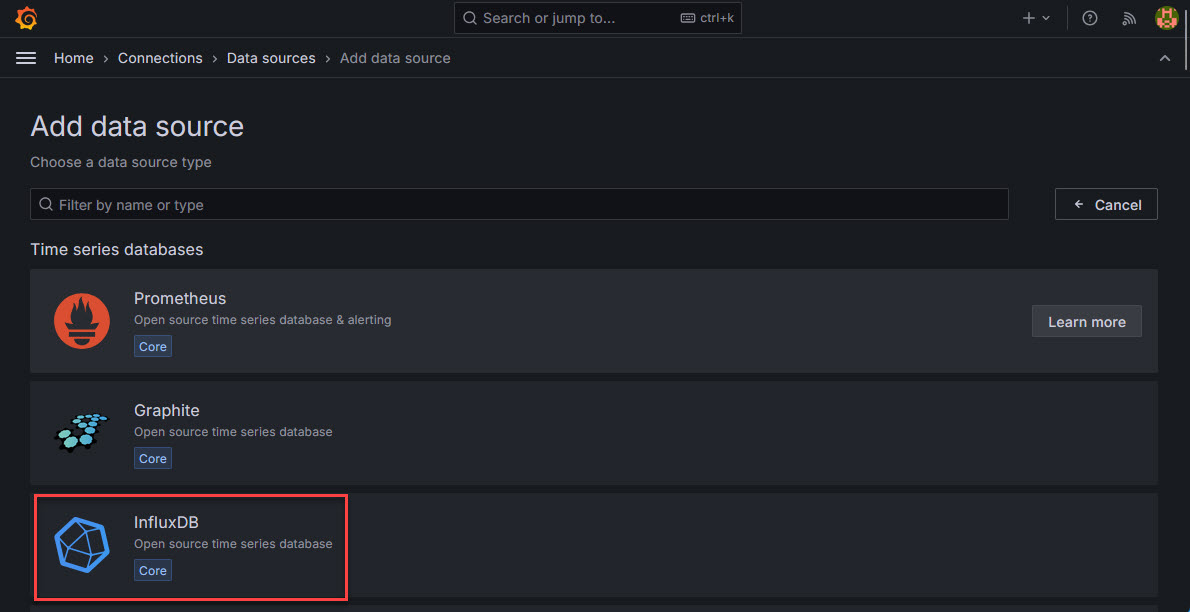 Search or jump to... ctrl+k
Home › Connections › Data sources › Add data source
Add data source
Choose a data source type
Filter by name or type
Cancel
Time series databases
Prometheus
Open source time series database & alerting
Core
Learn more
Graphite
Open source time series database
Core
InfluxDB
Open source time series database
Core